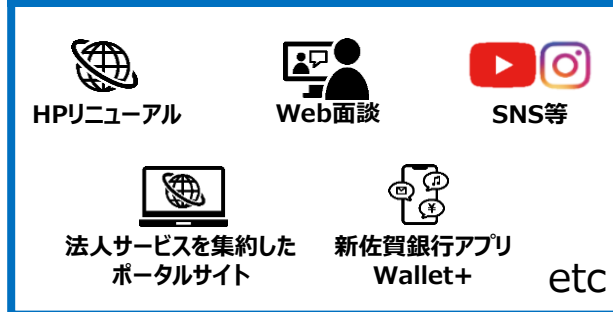 HPリニューアル
Web面談
SNS等
法人サービスを集約した
ポータルサイト
新佐賀銀行アプリ
Wallet+
etc